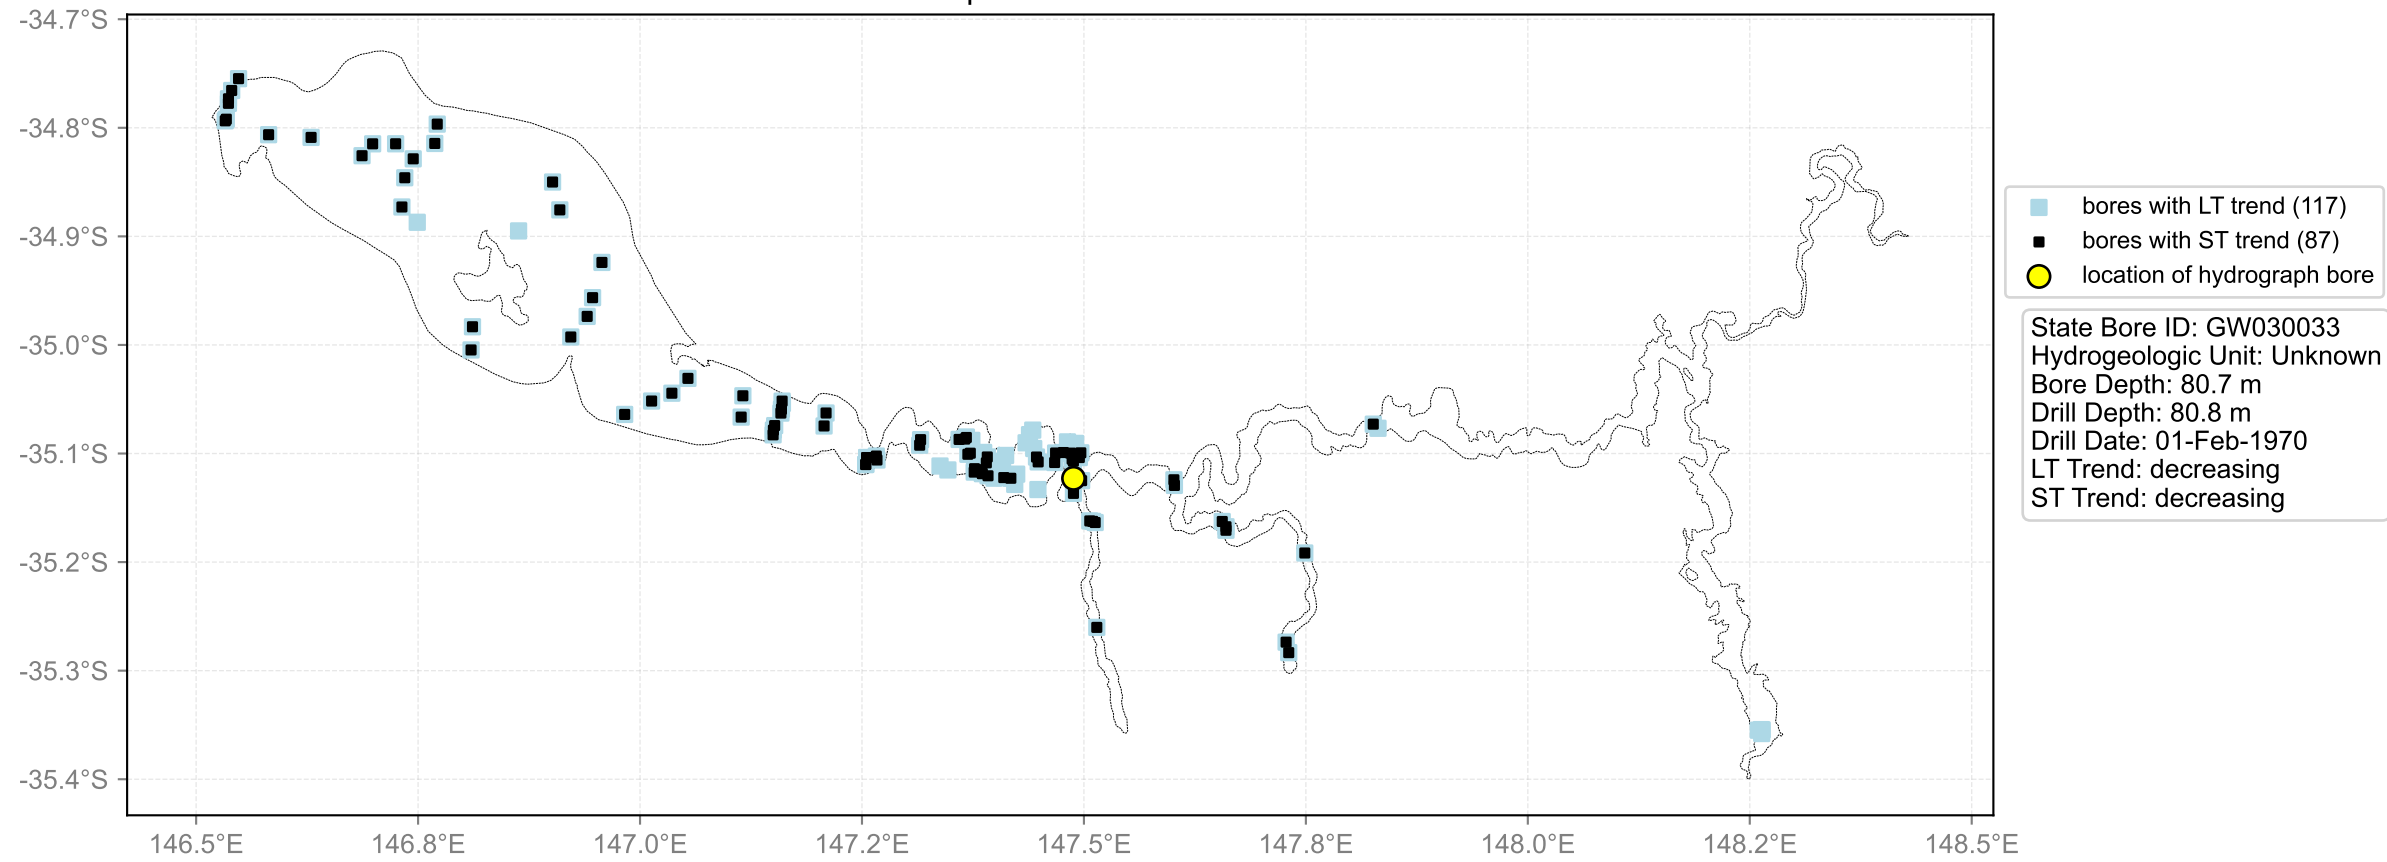 -34.7°S
-34.8°S
-34.9°S
-35.0°S
-35.1°S
-35.2°S
-35.3°S
-35.4°S
146.5°E
146.8°E
147.0°E
147.2°E
147.5°E
147.8°E
148.0°E
148.2°E
148.5°E
bores with LT trend (117)
bores with ST trend (87)
location of hydrograph bore
State Bore ID: GW030033
Hydrogeologic Unit: Unknown
Bore Depth: 80.7 m
Drill Depth: 80.8 m
Drill Date: 01-Feb-1970
LT Trend: decreasing
ST Trend: decreasing